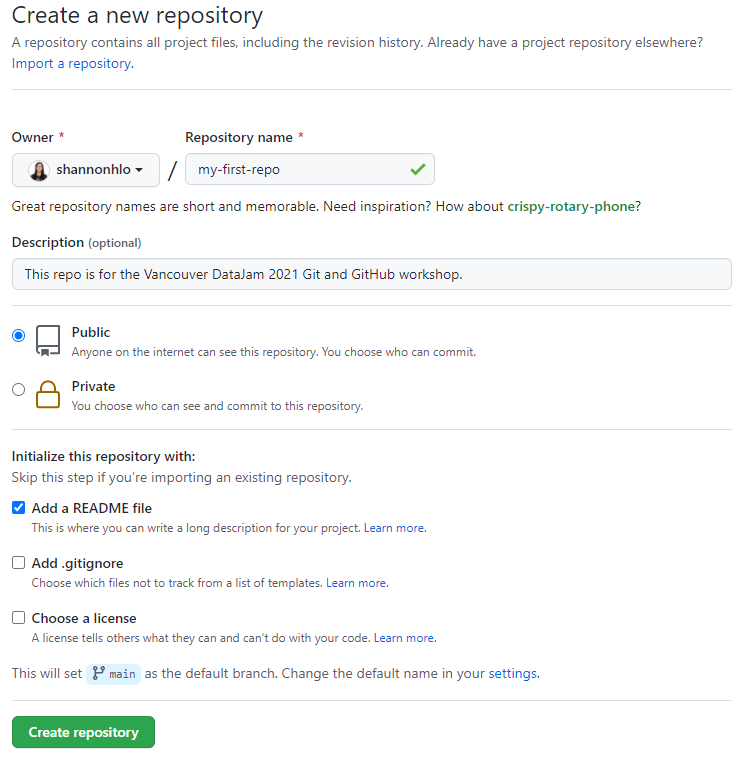 Create a new repository
A repository contains all project files, including the revision history. Already have a project repository elsewhere?
Import a repository.
Owner *
Repository name *
shannonhlo
/
my-first-repo
Great repository names are short and memorable. Need inspiration? How about crispy-rotary-phone?
Description (optional)
This repo is for the Vancouver DataJam 2021 Git and GitHub workshop.
Public
Anyone on the internet can see this repository. You choose who can commit.
Private
You choose who can see and commit to this repository.
Initialize this repository with:
Skip this step if you're importing an existing repository.
Add a README file
This is where you can write a long description for your project. Learn more.
Add .gitignore
Choose which files not to track from a list of templates. Learn more.
Choose a license
A license tells others what they can and can't do with your code. Learn more.
This will set main as the default branch. Change the default name in your settings.
Create repository